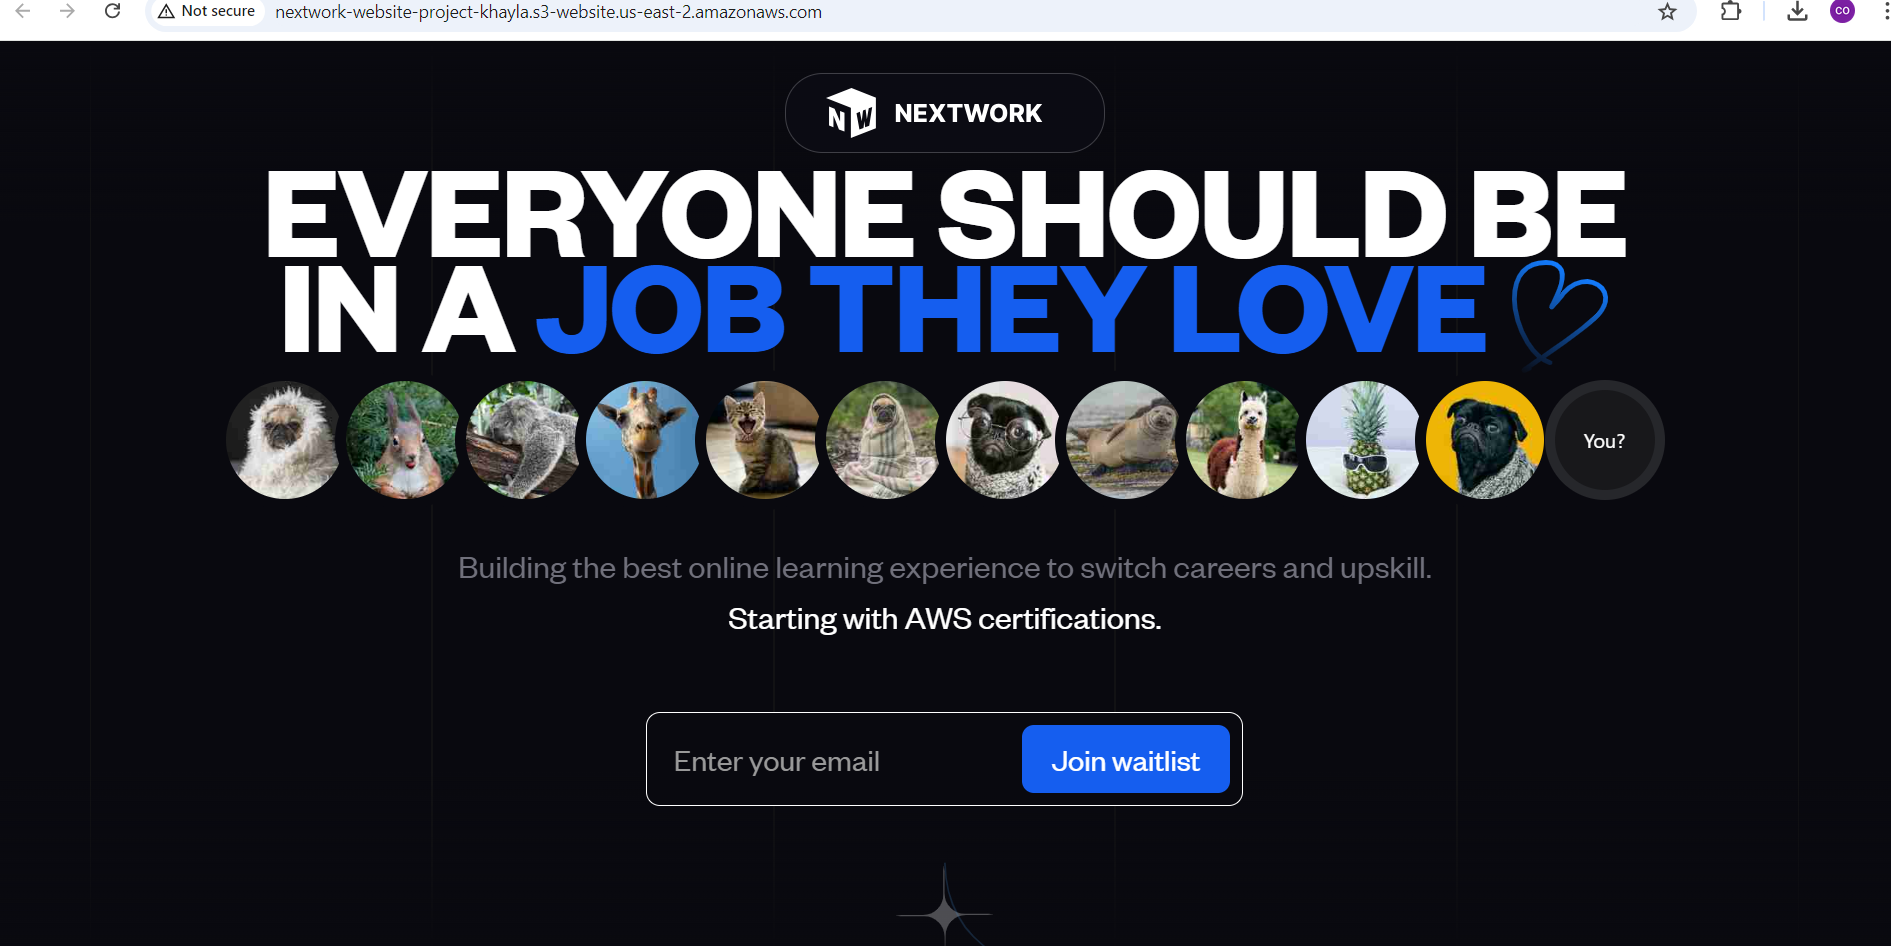 Not secure
nextwork-website-project-khayla.s3-website.us-east-2.amazonaws.com
CO
NW
NEXTWORK
EVERYONE SHOULD BE
IN A JOB THEY LOVE
You?
Building the best online learning experience to switch careers and upskill.
Starting with AWS certifications.
Enter your email
Join waitlist